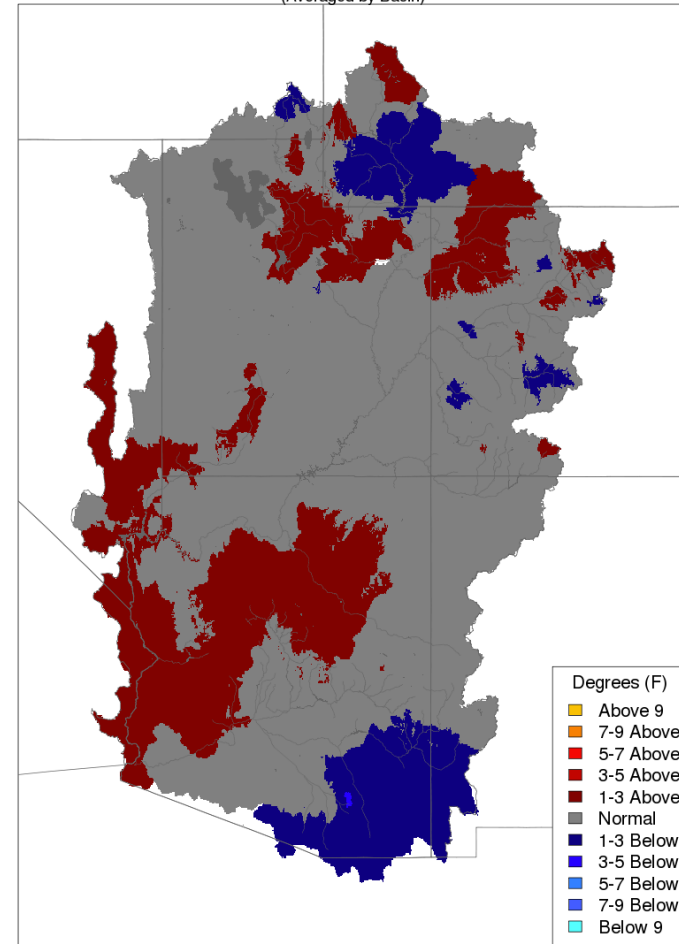 (Averaged by Basin)
Degrees (F)
Above 9
7-9 Above
5-7 Above
3-5 Above
1-3 Above
Normal
1-3 Below
3-5 Below
5-7 Below
7-9 Below
Below 9